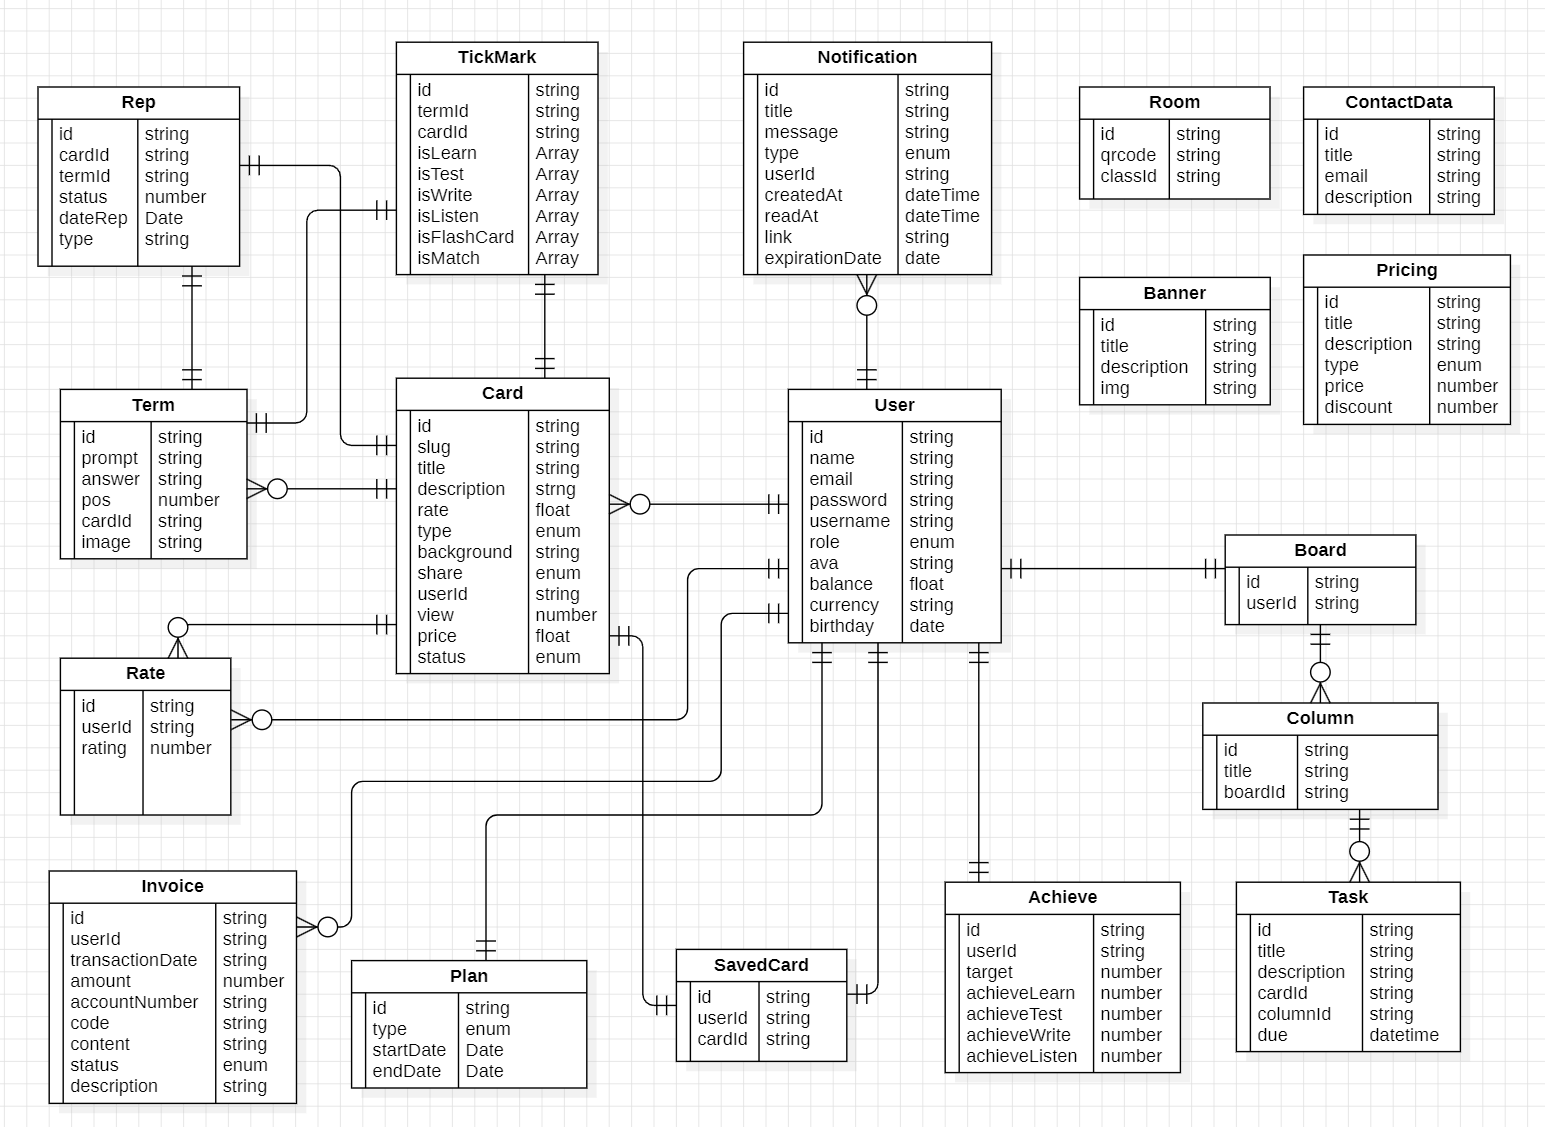 TickMark
id string
termId string
cardId string
isLearn Array
isTest Array
isWrite Array
isListen Array
isFlashCard Array
isMatch Array
Notification
id string
title string
message string
type enum
userId string
createdAt dateTime
readAt dateTime
link string
expirationDate date
Rep
id string
cardId string
termId string
status number
dateRep Date
type string
Room
id string
qrcode string
classId string
ContactData
id string
title string
email string
description string
Pricing
id string
title string
description string
type enum
price number
discount number
Banner
id string
title string
description string
img string
Term
id string
prompt string
answer string
pos number
cardId string
image string
Card
id string
slug string
title string
description strng
rate float
type enum
background string
share enum
userId string
view number
price float
status enum
User
id string
name string
email string
password string
username string
role enum
ava string
balance float
currency string
birthday date
Board
id string
userId string
Rate
id string
userId string
rating number
Column
id string
title string
boardId string
Invoice
id string
userId string
transactionDate string
amount number
accountNumber string
code string
content string
status enum
description string
Plan
id string
type enum
startDate Date
endDate Date
SavedCard
id string
userId string
cardId string
Achieve
id string
userId string
target number
achieveLearn number
achieveTest number
achieveWrite number
achieveListen number
Task
id string
title string
description string
cardId string
columnId string
due datetime